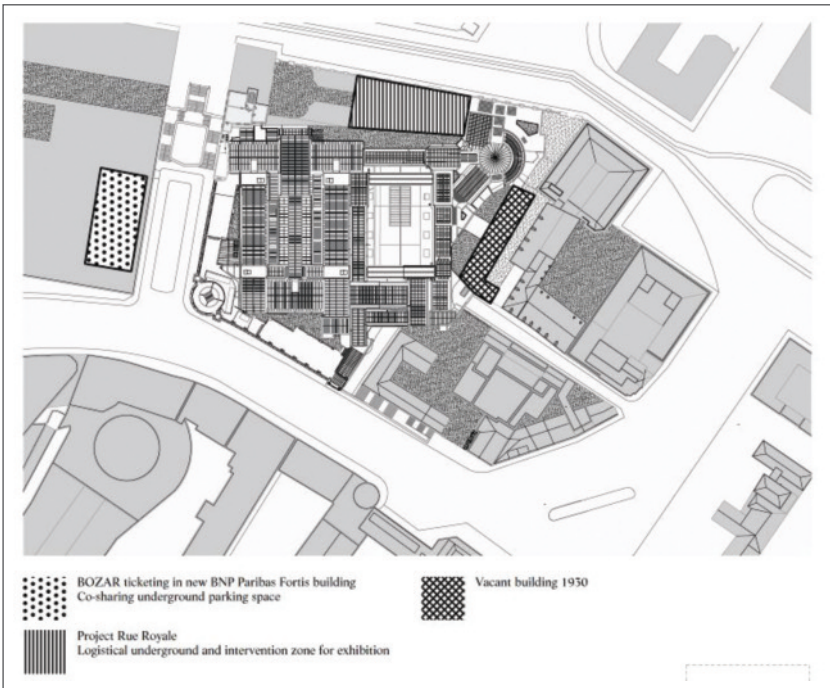 BOZAR ticketing in new BNP Paribas Fortis building
Co-sharing underground parking space
Vacant building 1930
Project Rue Royale
Logistical underground and intervention zone for exhibition